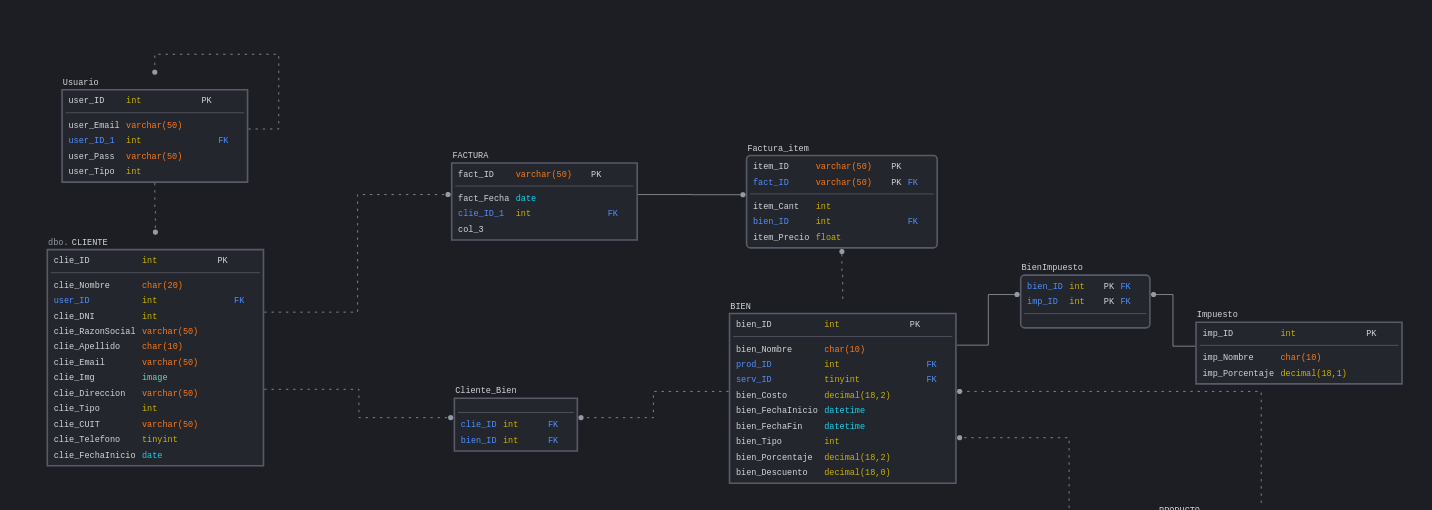 Usuario
user_ID int PK
user_Email varchar(50)
user_ID_1 int FK
user_Pass varchar(50)
user_Tipo int
dbo. CLIENTE
clie_ID int PK
clie_Nombre char(20)
user_ID int FK
clie_DNI int
clie_RazonSocial varchar(50)
clie_Apellido char(10)
clie_Email varchar(50)
clie_Img image
clie_Direccion varchar(50)
clie_Tipo int
clie_CUIT varchar(50)
clie_Telefono tinyint
clie_FechaInicio date
FACTURA
fact_ID varchar(50) PK
fact_Fecha date
clie_ID_1 int FK
col_3
Cliente_Bien
clie_ID int FK
bien_ID int FK
Factura_item
item_ID varchar(50) PK
fact_ID varchar(50) PK FK
item_Cant int
bien_ID int FK
item_Precio float
BIEN
bien_ID int PK
bien_Nombre char(10)
prod_ID int FK
serv_ID tinyint FK
bien_Costo decimal(18,2)
bien_FechaInicio datetime
bien_FechaFin datetime
bien_Tipo int
bien_Porcentaje decimal(18,2)
bien_Descuento decimal(18,0)
BienImpuesto
bien_ID int PK FK
imp_ID int PK FK
Impuesto
imp_ID int PK
imp_Nombre char(10)
imp_Porcentaje decimal(18,1)
PRODUCTO